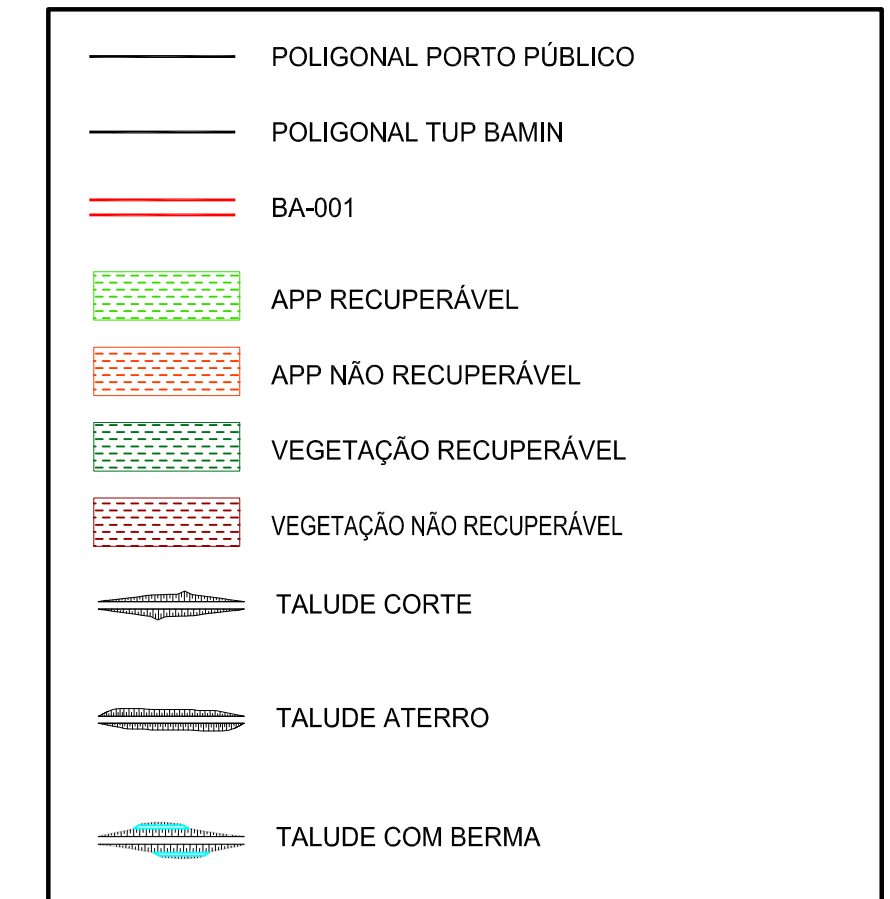 POLIGONAL PORTO PÚBLICO
POLIGONAL TUP BAMIN
BA-001
APP RECUPERÁVEL
APP NÃO RECUPERÁVEL
VEGETAÇÃO RECUPERÁVEL
VEGETAÇÃO NÃO RECUPERÁVEL
TALUDE CORTE
TALUDE ATERRO
TALUDE COM BERMA